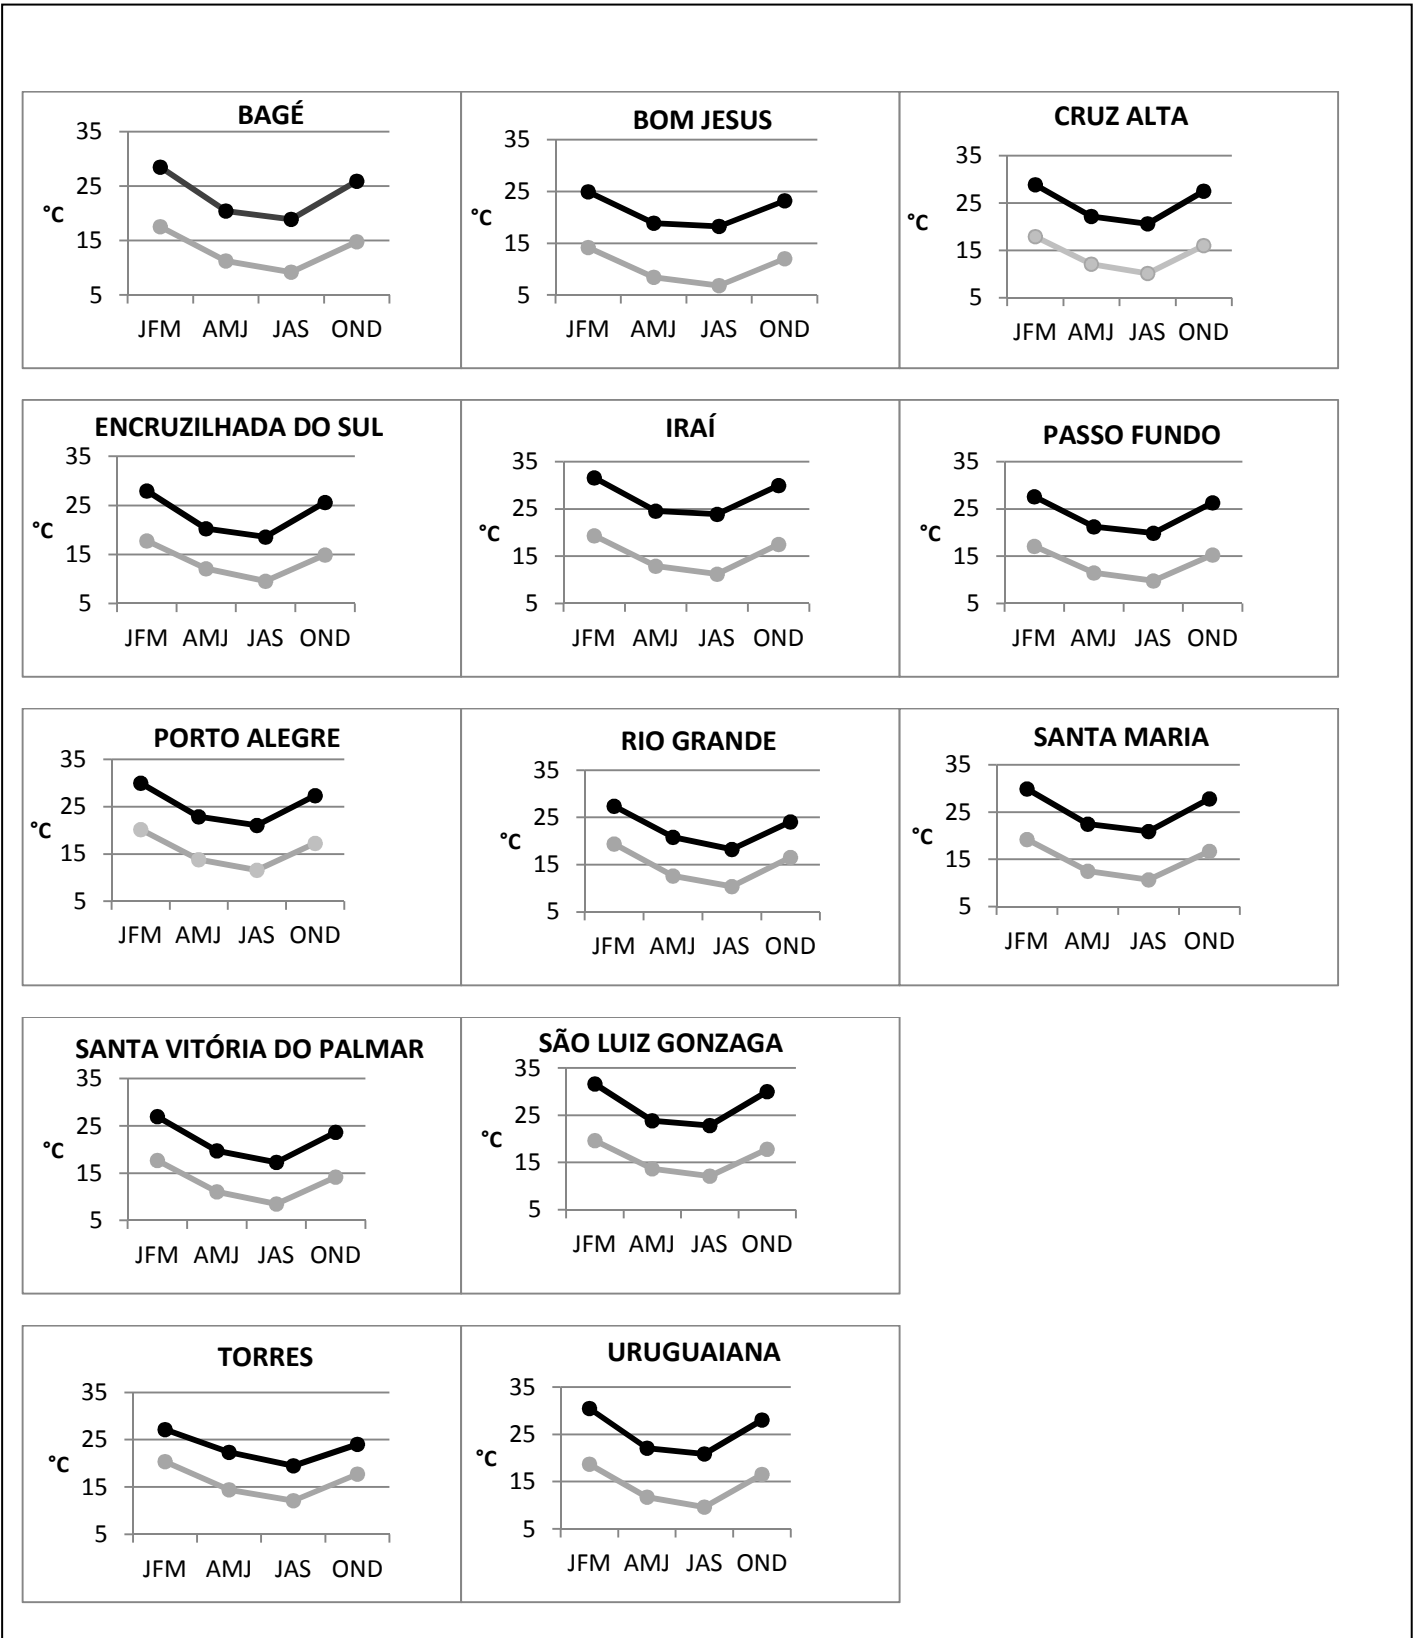 BAGÉ
35
25
°C
15
5
JFM AMJ JAS OND
BOM JESUS
35
25
°C
15
5
JFM AMJ JAS OND
CRUZ ALTA
35
25
°C
15
5
JFM AMJ JAS OND
ENCRUZILHADA DO SUL
35
25
°C
15
5
JFM AMJ JAS OND
IRAÍ
35
25
°C
15
5
JFM AMJ JAS OND
PASSO FUNDO
35
25
°C
15
5
JFM AMJ JAS OND
PORTO ALEGRE
35
25
°C
15
5
JFM AMJ JAS OND
RIO GRANDE
35
25
°C
15
5
JFM AMJ JAS OND
SANTA MARIA
35
25
°C
15
5
JFM AMJ JAS OND
SANTA VITÓRIA DO PALMAR
35
25
°C
15
5
JFM AMJ JAS OND
SÃO LUIZ GONZAGA
35
25
°C
15
5
JFM AMJ JAS OND
TORRES
35
25
°C
15
5
JFM AMJ JAS OND
URUGUAIANA
35
25
°C
15
5
JFM AMJ JAS OND